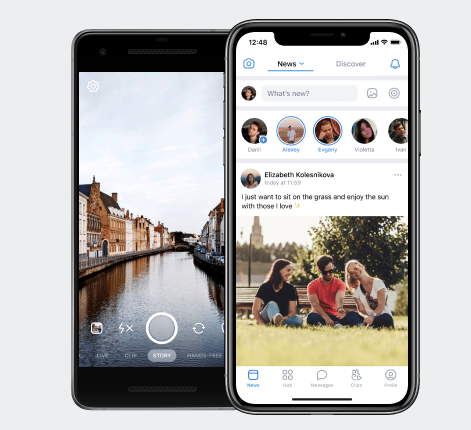 12:48
News
Discover
What's new?
Danil
Alexey
Evgeny
Violetta
Ivan
Elizabeth Kolesnikova
today at 11:59
I just want to sit on the grass and enjoy the sun
with those I love ✨
LIVE
CLIP
STORY
HANDS-FREE
News
Hub
Messages
Clips
Profile